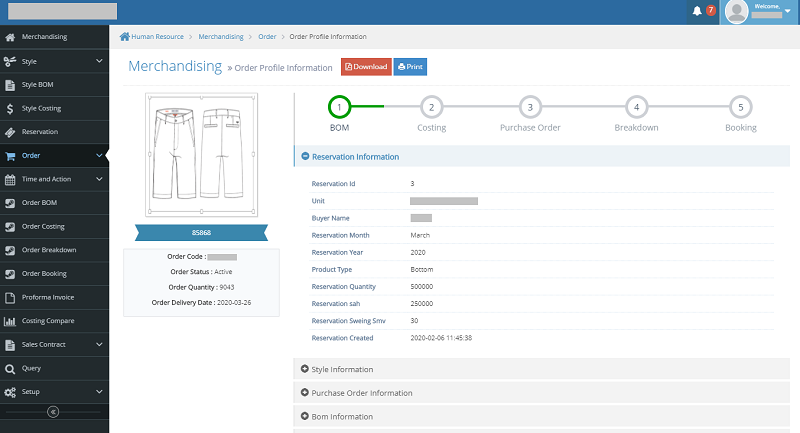 7
Welcome,
Merchandising
Style
Style BOM
Style Costing
Reservation
Order
Time and Action
Order BOM
Order Costing
Order Breakdown
Order Booking
Proforma Invoice
Costing Compare
Sales Contract
Query
Setup
Human Resource > Merchandising > Order > Order Profile Information
Merchandising » Order Profile Information Download Print
85868
Order Code :
Order Status : Active
Order Quantity : 9043
Order Delivery Date : 2020-03-26
1 2 3 4 5
BOM Costing Purchase Order Breakdown Booking
Reservation Information
Reservation Id 3
Unit
Buyer Name
Reservation Month March
Reservation Year 2020
Product Type Bottom
Reservation Quantity 500000
Reservation sah 250000
Reservation Sweing Smv 30
Reservation Created 2020-02-06 11:45:38
Style Information
Purchase Order Information
Bom Information